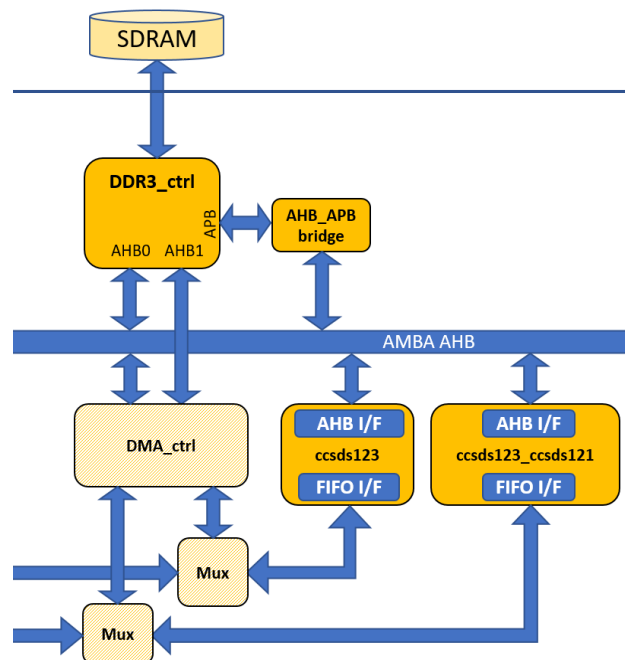 SDRAM
DDR3_ctrl
APB
AHB0 AHB1
AHB_APB
bridge
AMBA AHB
DMA_ctrl
AHB I/F
ccsds123
FIFO I/F
AHB I/F
ccsds123_ccsds121
FIFO I/F
Mux
Mux